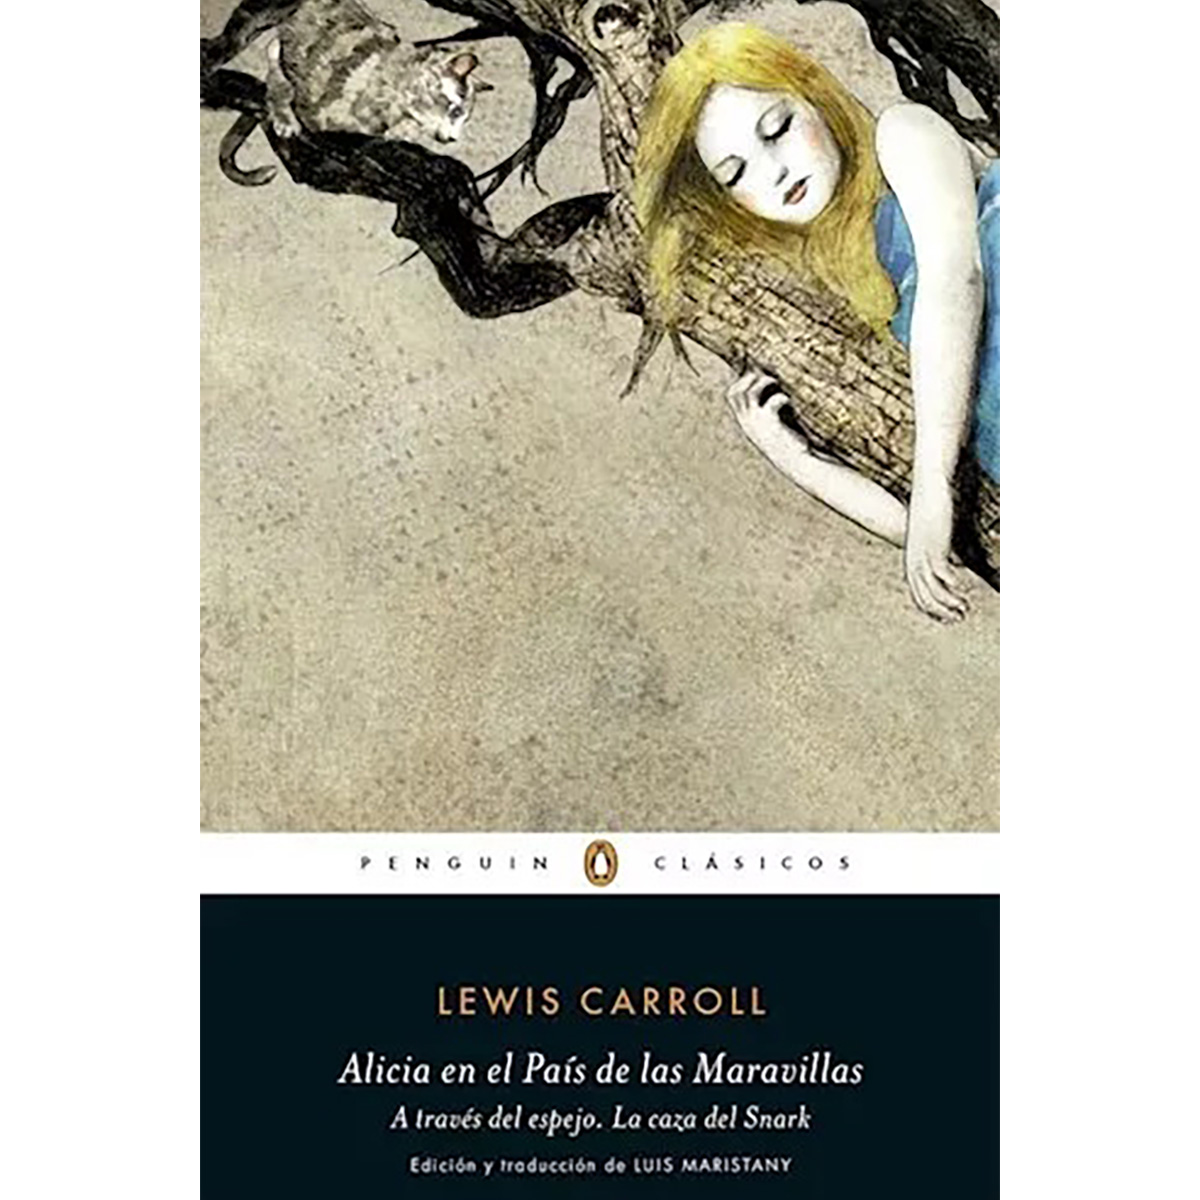 PENGUIN CLÁSICOS
LEWIS CARROLL
Alicia en el País de las Maravillas
A través del espejo. La caza del Snark
Edición y traducción de LUIS MARISTANY